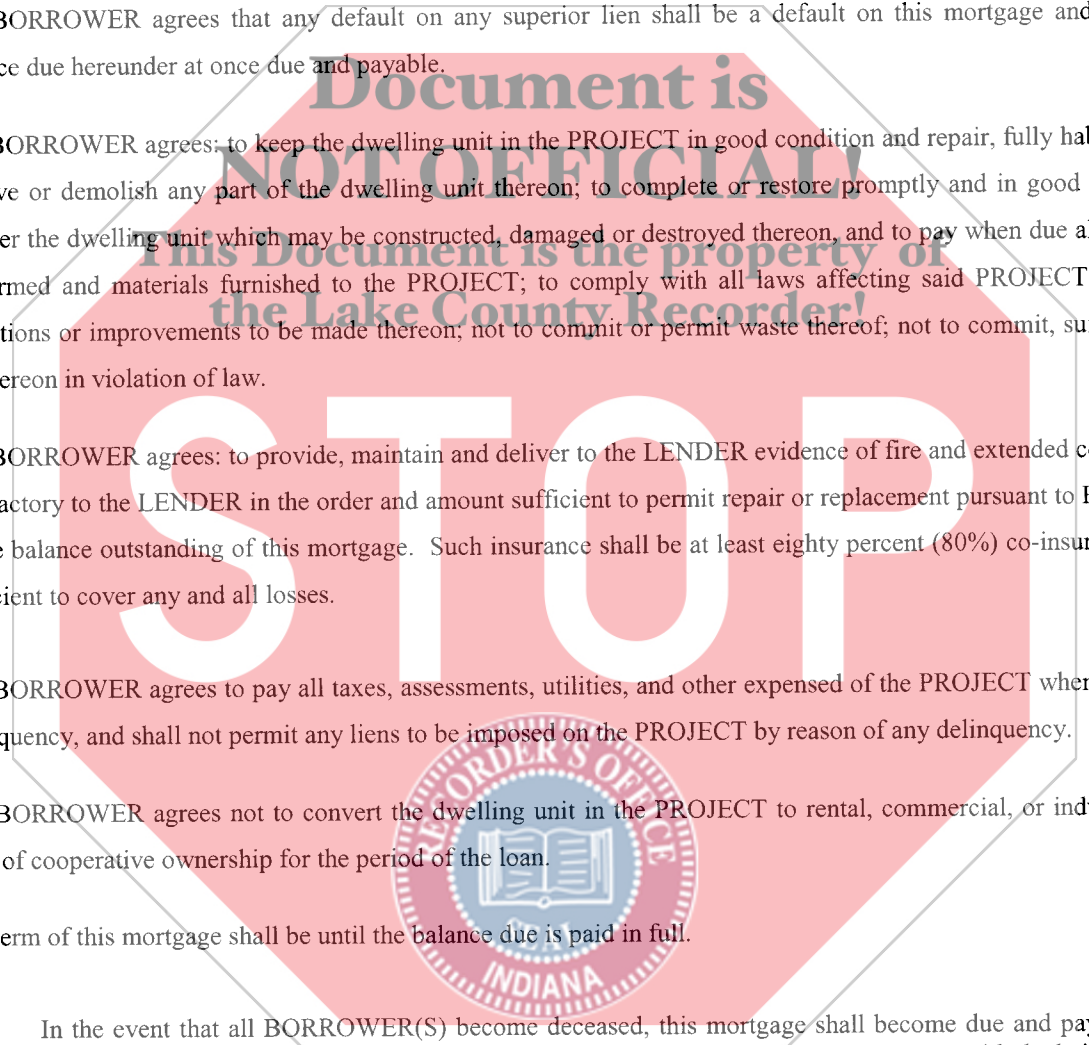 BORROWER agrees that any default on any superior lien shall be a default on this mortgage and
ce due hereunder at once due and payable.
Document is
BORROWER agrees: to keep the dwelling unit in the PROJECT in good condition and repair, fully hab
NOT OFFICIAL!
ve or demolish any part of the dwelling unit thereon; to complete or restore promptly and in good
er the dwelling unit which may be constructed, damaged or destroyed thereon, and to pay when due al
This Document is the property of
rmed and materials furnished to the PROJECT; to comply with all laws affecting said PROJECT
the Lake County Recorder!
tions or improvements to be made thereon; not to commit or permit waste thereof; not to commit, suf
ereon in violation of law.
STOP
BORROWER agrees: to provide, maintain and deliver to the LENDER evidence of fire and extended co
actory to the LENDER in the order and amount sufficient to permit repair or replacement pursuant to
e balance outstanding of this mortgage. Such insurance shall be at least eighty percent (80%) co-insur
cient to cover any and all losses.
BORROWER agrees to pay all taxes, assessments, utilities, and other expensed of the PROJECT when
quency, and shall not permit any liens to be imposed on the PROJECT by reason of any delinquency.
RECORDER'S OFFICE
BORROWER agrees not to convert the dwelling unit in the PROJECT to rental, commercial, or indi
of cooperative ownership for the period of the loan.
SEAL
erm of this mortgage shall be until the balance due is paid in full.
INDIANA
In the event that all BORROWER(S) become deceased, this mortgage shall become due and pay